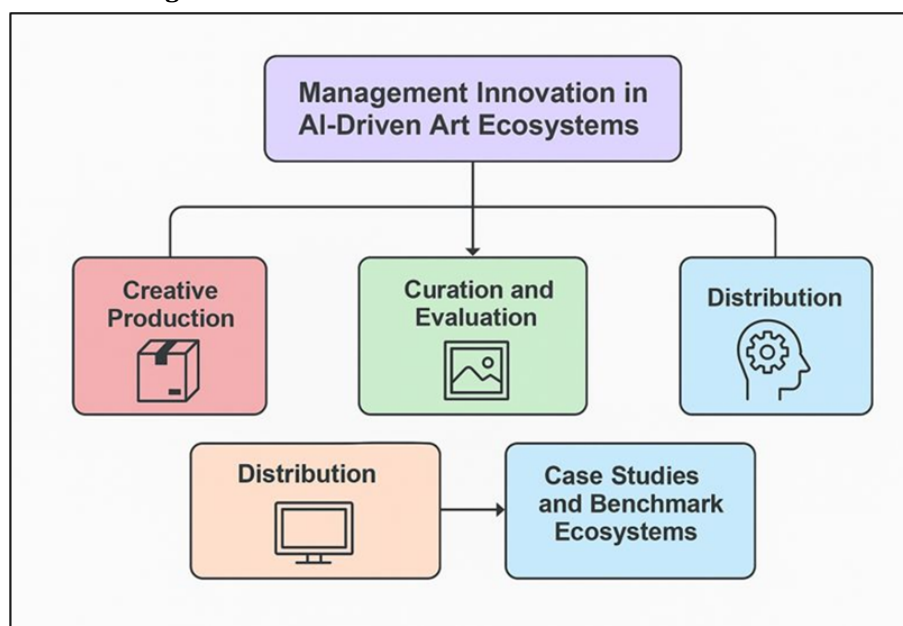 Management Innovation in
AI-Driven Art Ecosystems
Creative
Production
Curation and
Evaluation
Distribution
Distribution
Case Studies
and Benchmark
Ecosystems